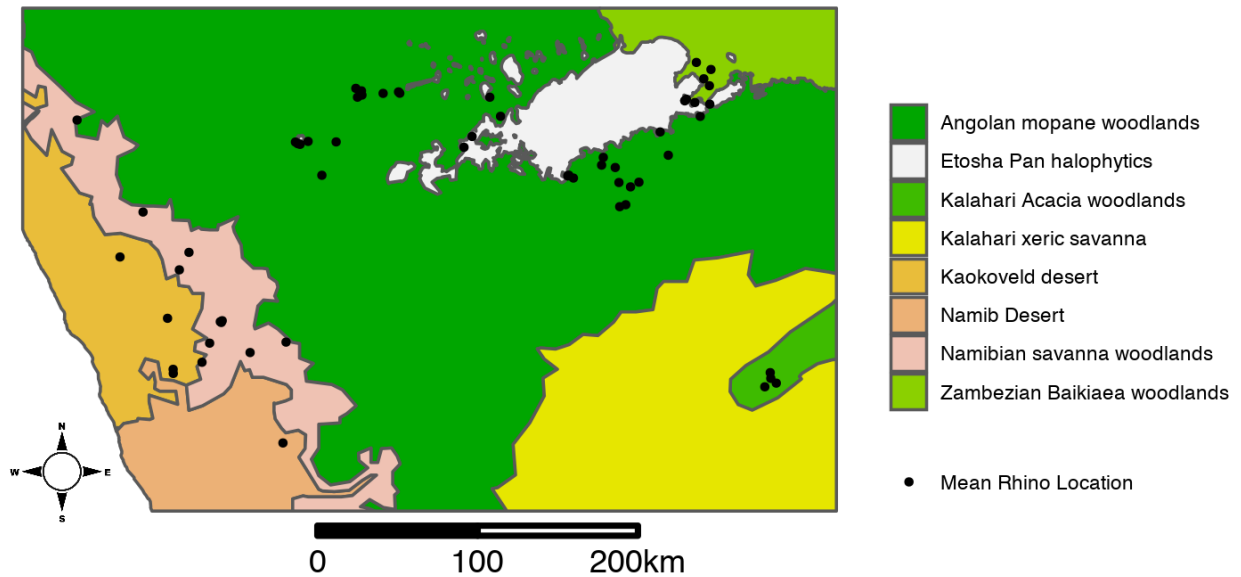 Angolan mopane woodlands
Etosha Pan halophytics
Kalahari Acacia woodlands
Kalahari xeric savanna
Kaokoveld desert
Namib Desert
Namibian savanna woodlands
Zambezian Baikiaea woodlands
Mean Rhino Location
N
W E
S
0 100 200km